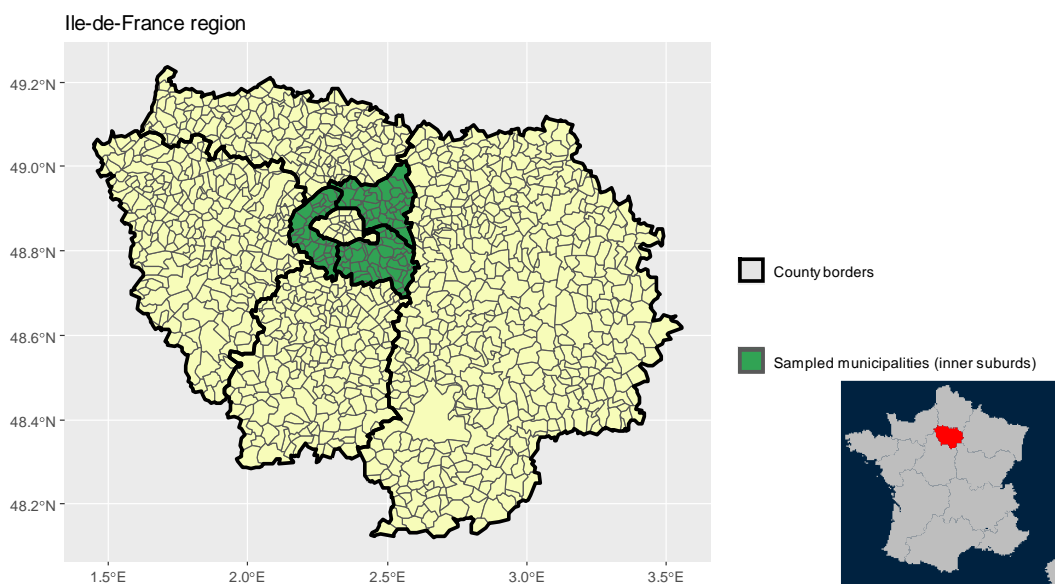 Ile-de-France region
49.2°N
49.0°N
48.8°N
48.6°N
48.4°N
48.2°N
1.5°E
2.0°E
2.5°E
3.0°E
3.5°E
County borders
Sampled municipalities (inner suburds)